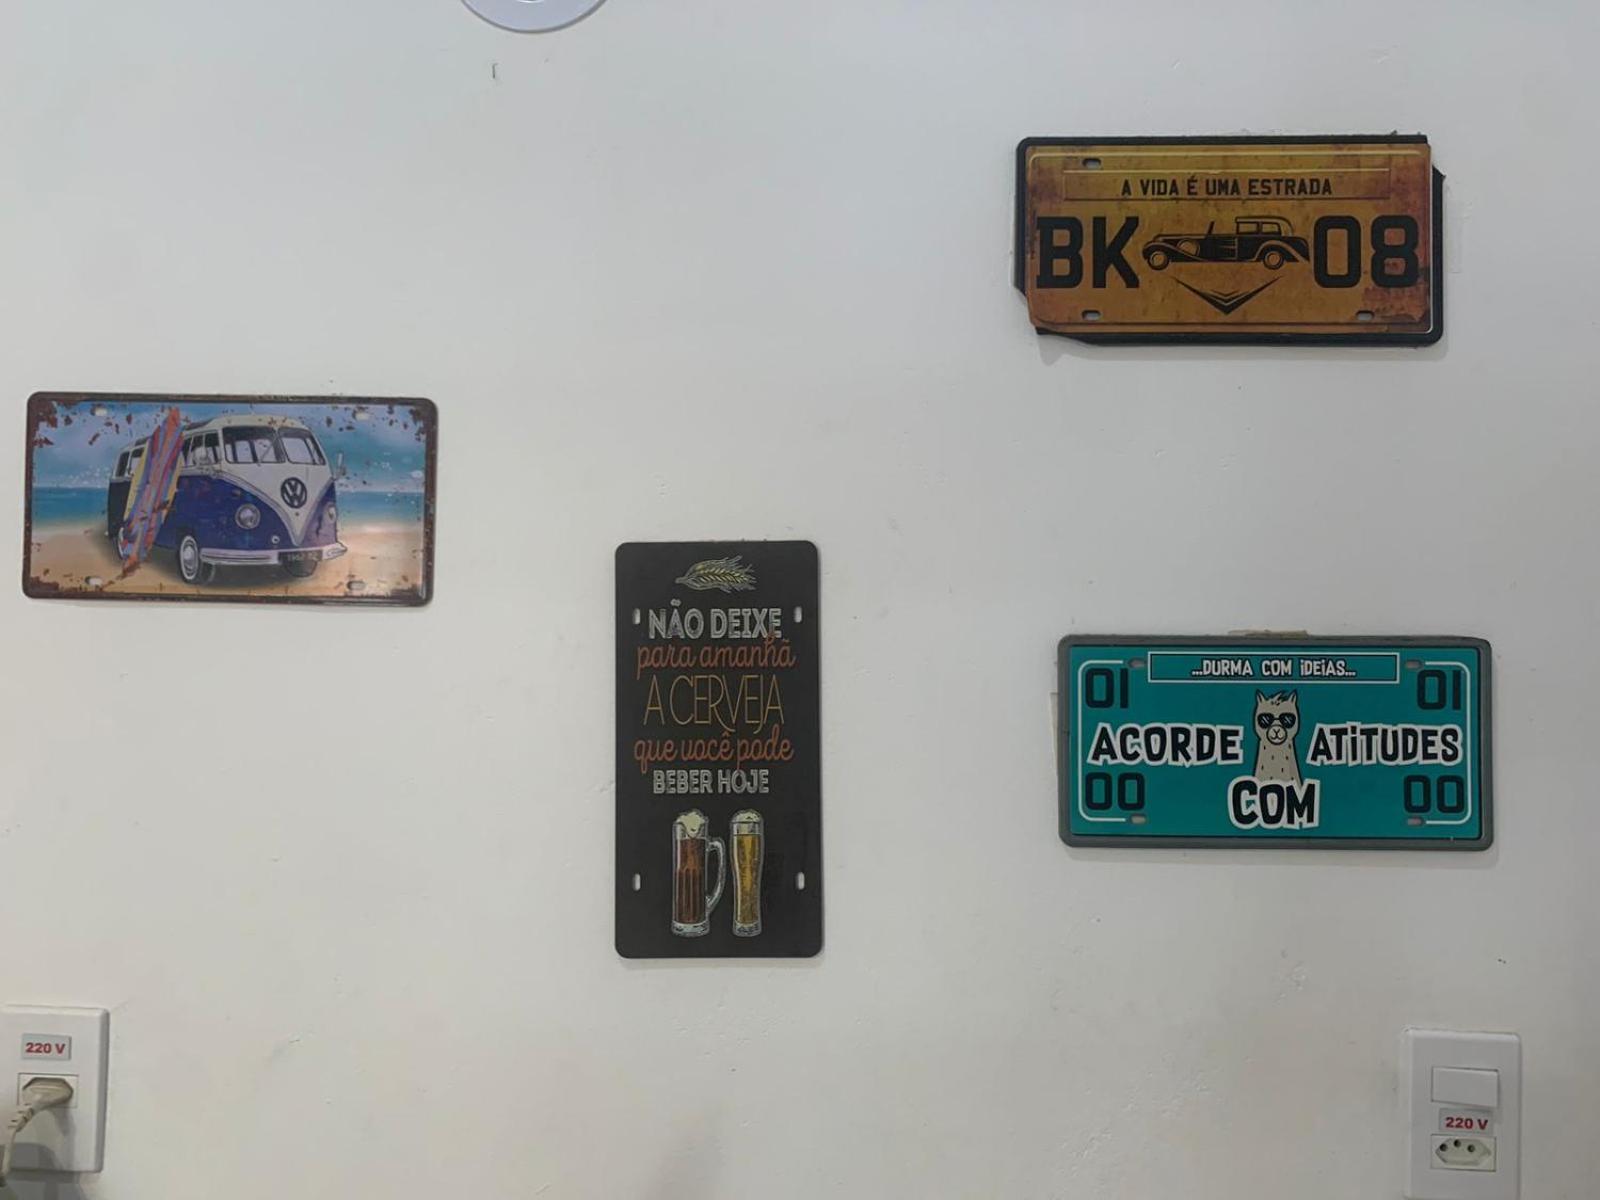 A VIDA É UMA ESTRADA
BK 08
NÃO DEIXE
para amanhã
A CERVEJA
que você pode
BEBER HOJE
...DURMA COM iDEiAS...
01 01
ACORDE ATiTUDES
00 00
COM
220 V
220 V